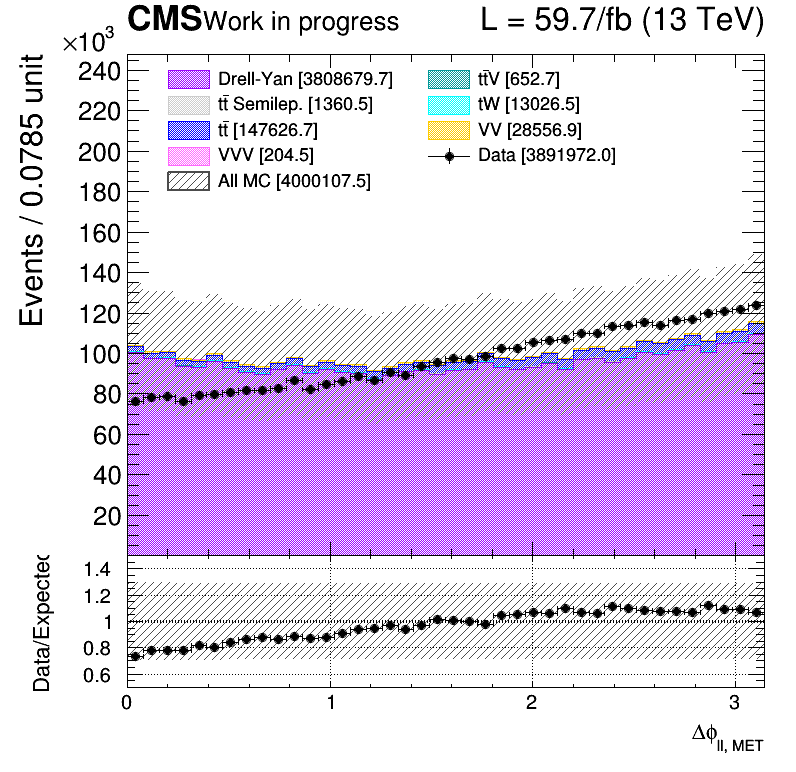 CMS Work in progress L = 59.7/fb (13 TeV)
×10³
Events / 0.0785 unit
240
220
200
180
160
140
120
100
80
60
40
20
Drell-Yan [3808679.7]
tt̄ Semilep. [1360.5]
tt̄ [147626.7]
VVV [204.5]
All MC [4000107.5]
tt̄V [652.7]
tW [13026.5]
VV [28556.9]
Data [3891972.0]
Data/Expected
1.4
1.2
1
0.8
0.6
0 1 2 3
Δϕ ll, MET